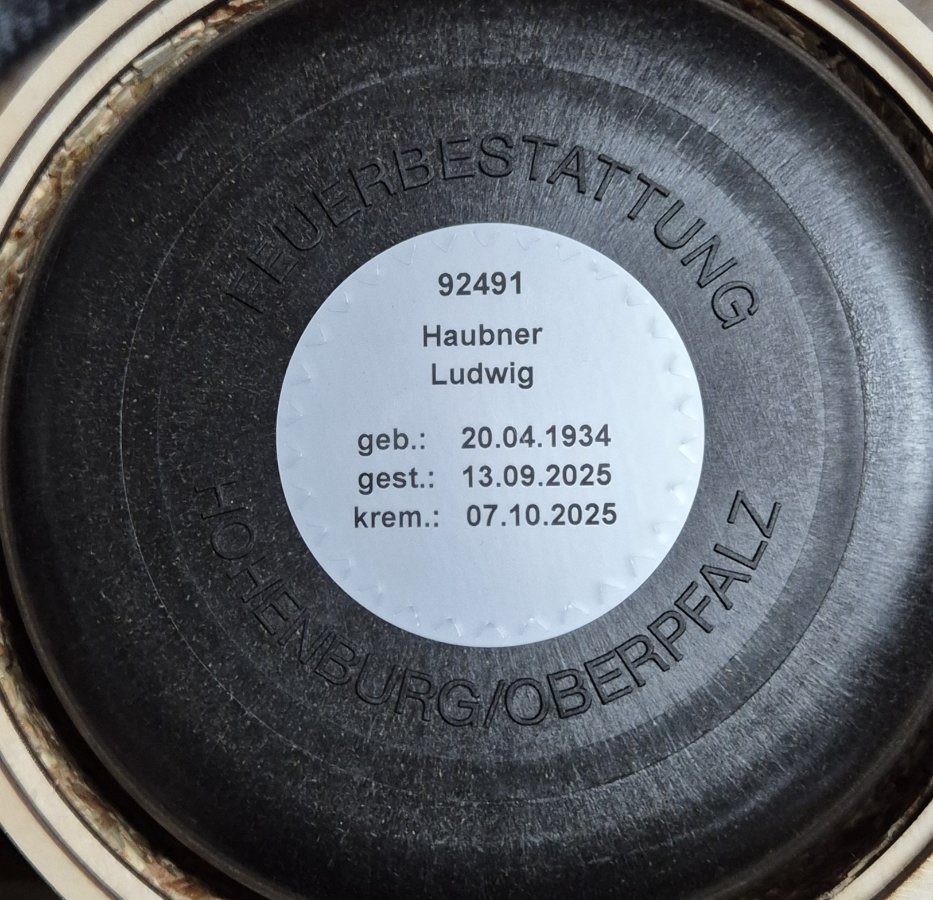 FEUERBESTATTUNG
92491
Haubner
Ludwig
geb.: 20.04.1934
gest.: 13.09.2025
krem.: 07.10.2025
HOHENBURG/OBERPFALZ